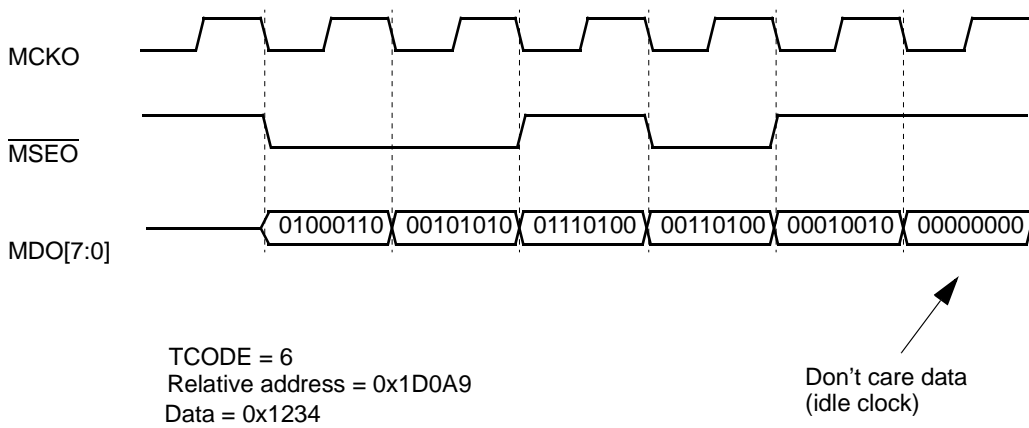 MCKO
MSEO
MDO[7:0]
01000110 00101010 01110100 00110100 00010010 00000000
TCODE = 6
Relative address = 0x1D0A9
Data = 0x1234
Don't care data
(idle clock)